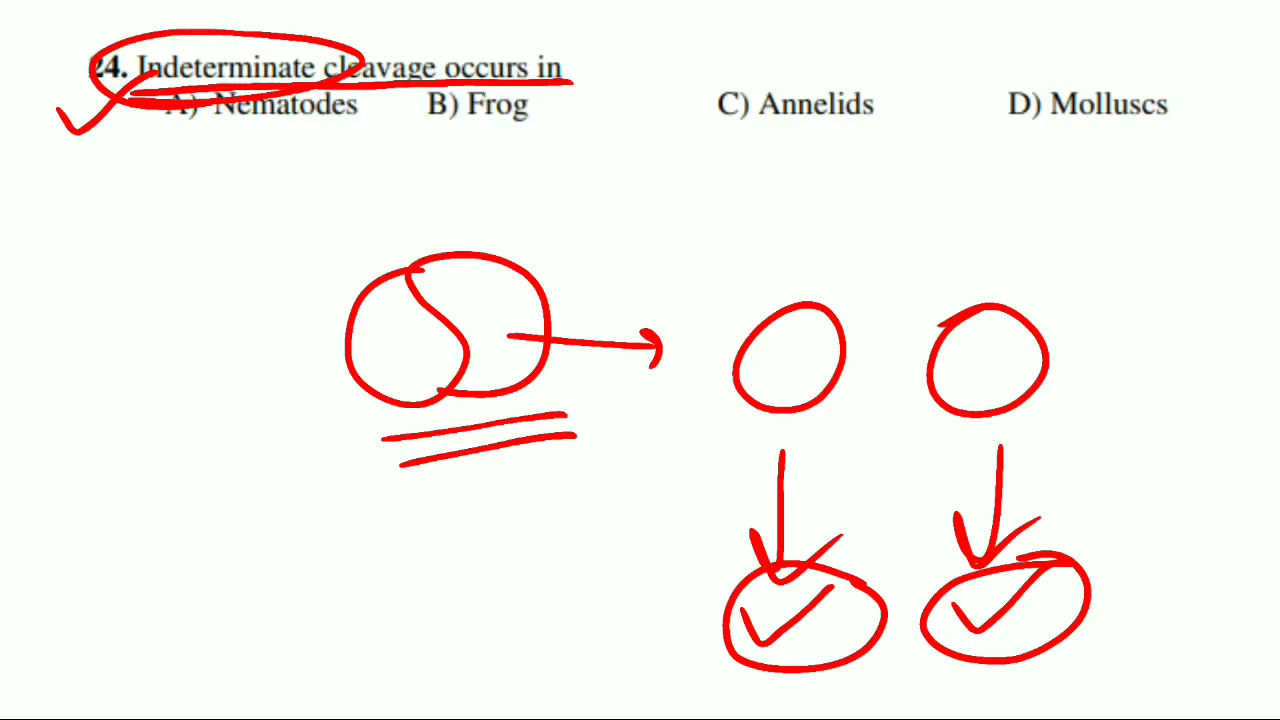 24. Indeterminate cleavage occurs in
A) Nematodes B) Frog C) Annelids D) Molluscs